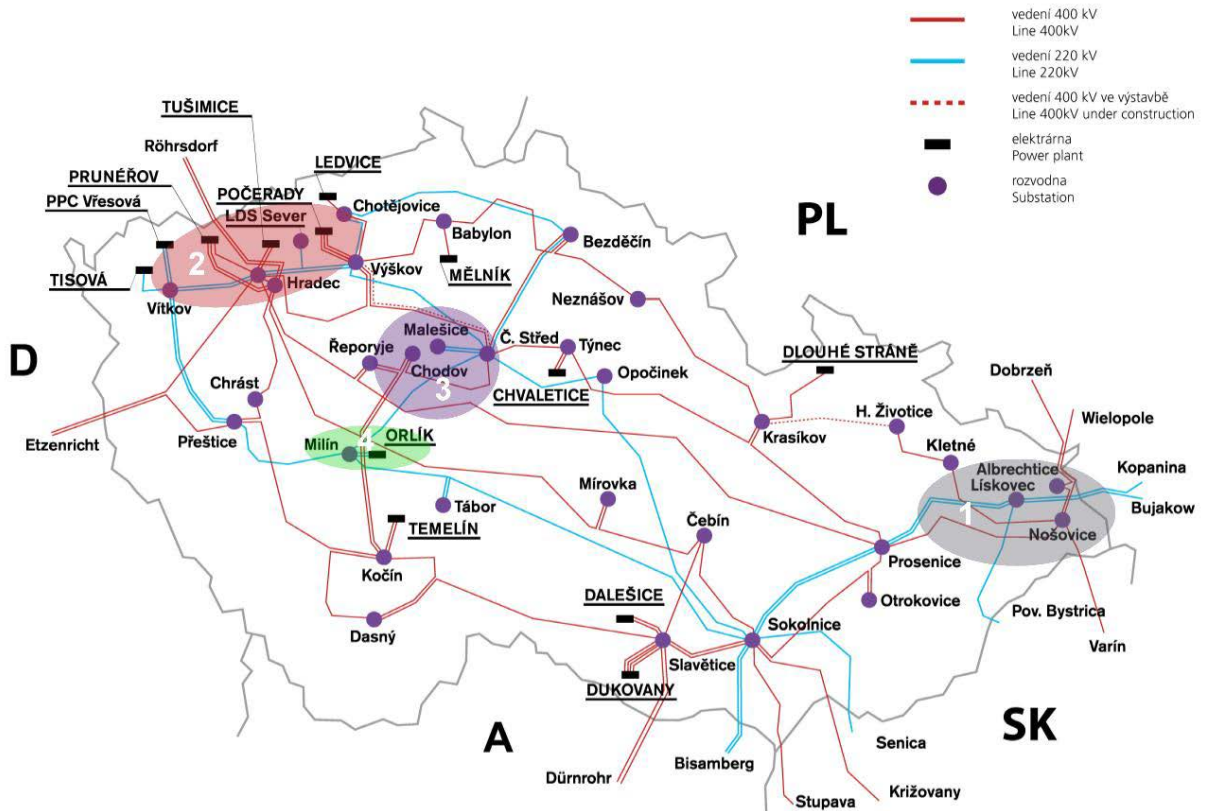 vedení 400 kV
Line 400kV
vedení 220 kV
Line 220kV
vedení 400 kV ve výstavbě
Line 400kV under construction
elektrárna
Power plant
rozvodna
Substation
TUŠIMICE
Röhrsdorf
LEDVICE
PRUNÉŘOV
POČERADY
PPC Vřesová
LDS Sever
Chotějovice
PL
Babylon
Bezděčín
2
TISOVÁ
Hradec
Výškov
MĚLNÍK
Vítkov
Neznášov
Malešice
Č. Střed
Týnec
Řeporyje
DLOUHÉ STRÁNĚ
D
Chodov
Opočinek
Dobrzeń
3
CHVALETICE
Chrást
H. Životice
Wielopole
Krasíkov
Etzenricht
Přeštice
Milín
4
ORLÍK
Kletné
Albrechtice
Kopanina
Lískovec
Mírovka
1
Bujakow
Tábor
Čebín
TEMELÍN
Nošovice
Prosenice
Kočín
DALEŠICE
Otrokovice
Pov. Bystrica
Dasný
Sokolnice
Varín
Slavětice
DUKOVANY
A
SK
Senica
Bisamberg
Dürnrohr
Križovany
Stupava